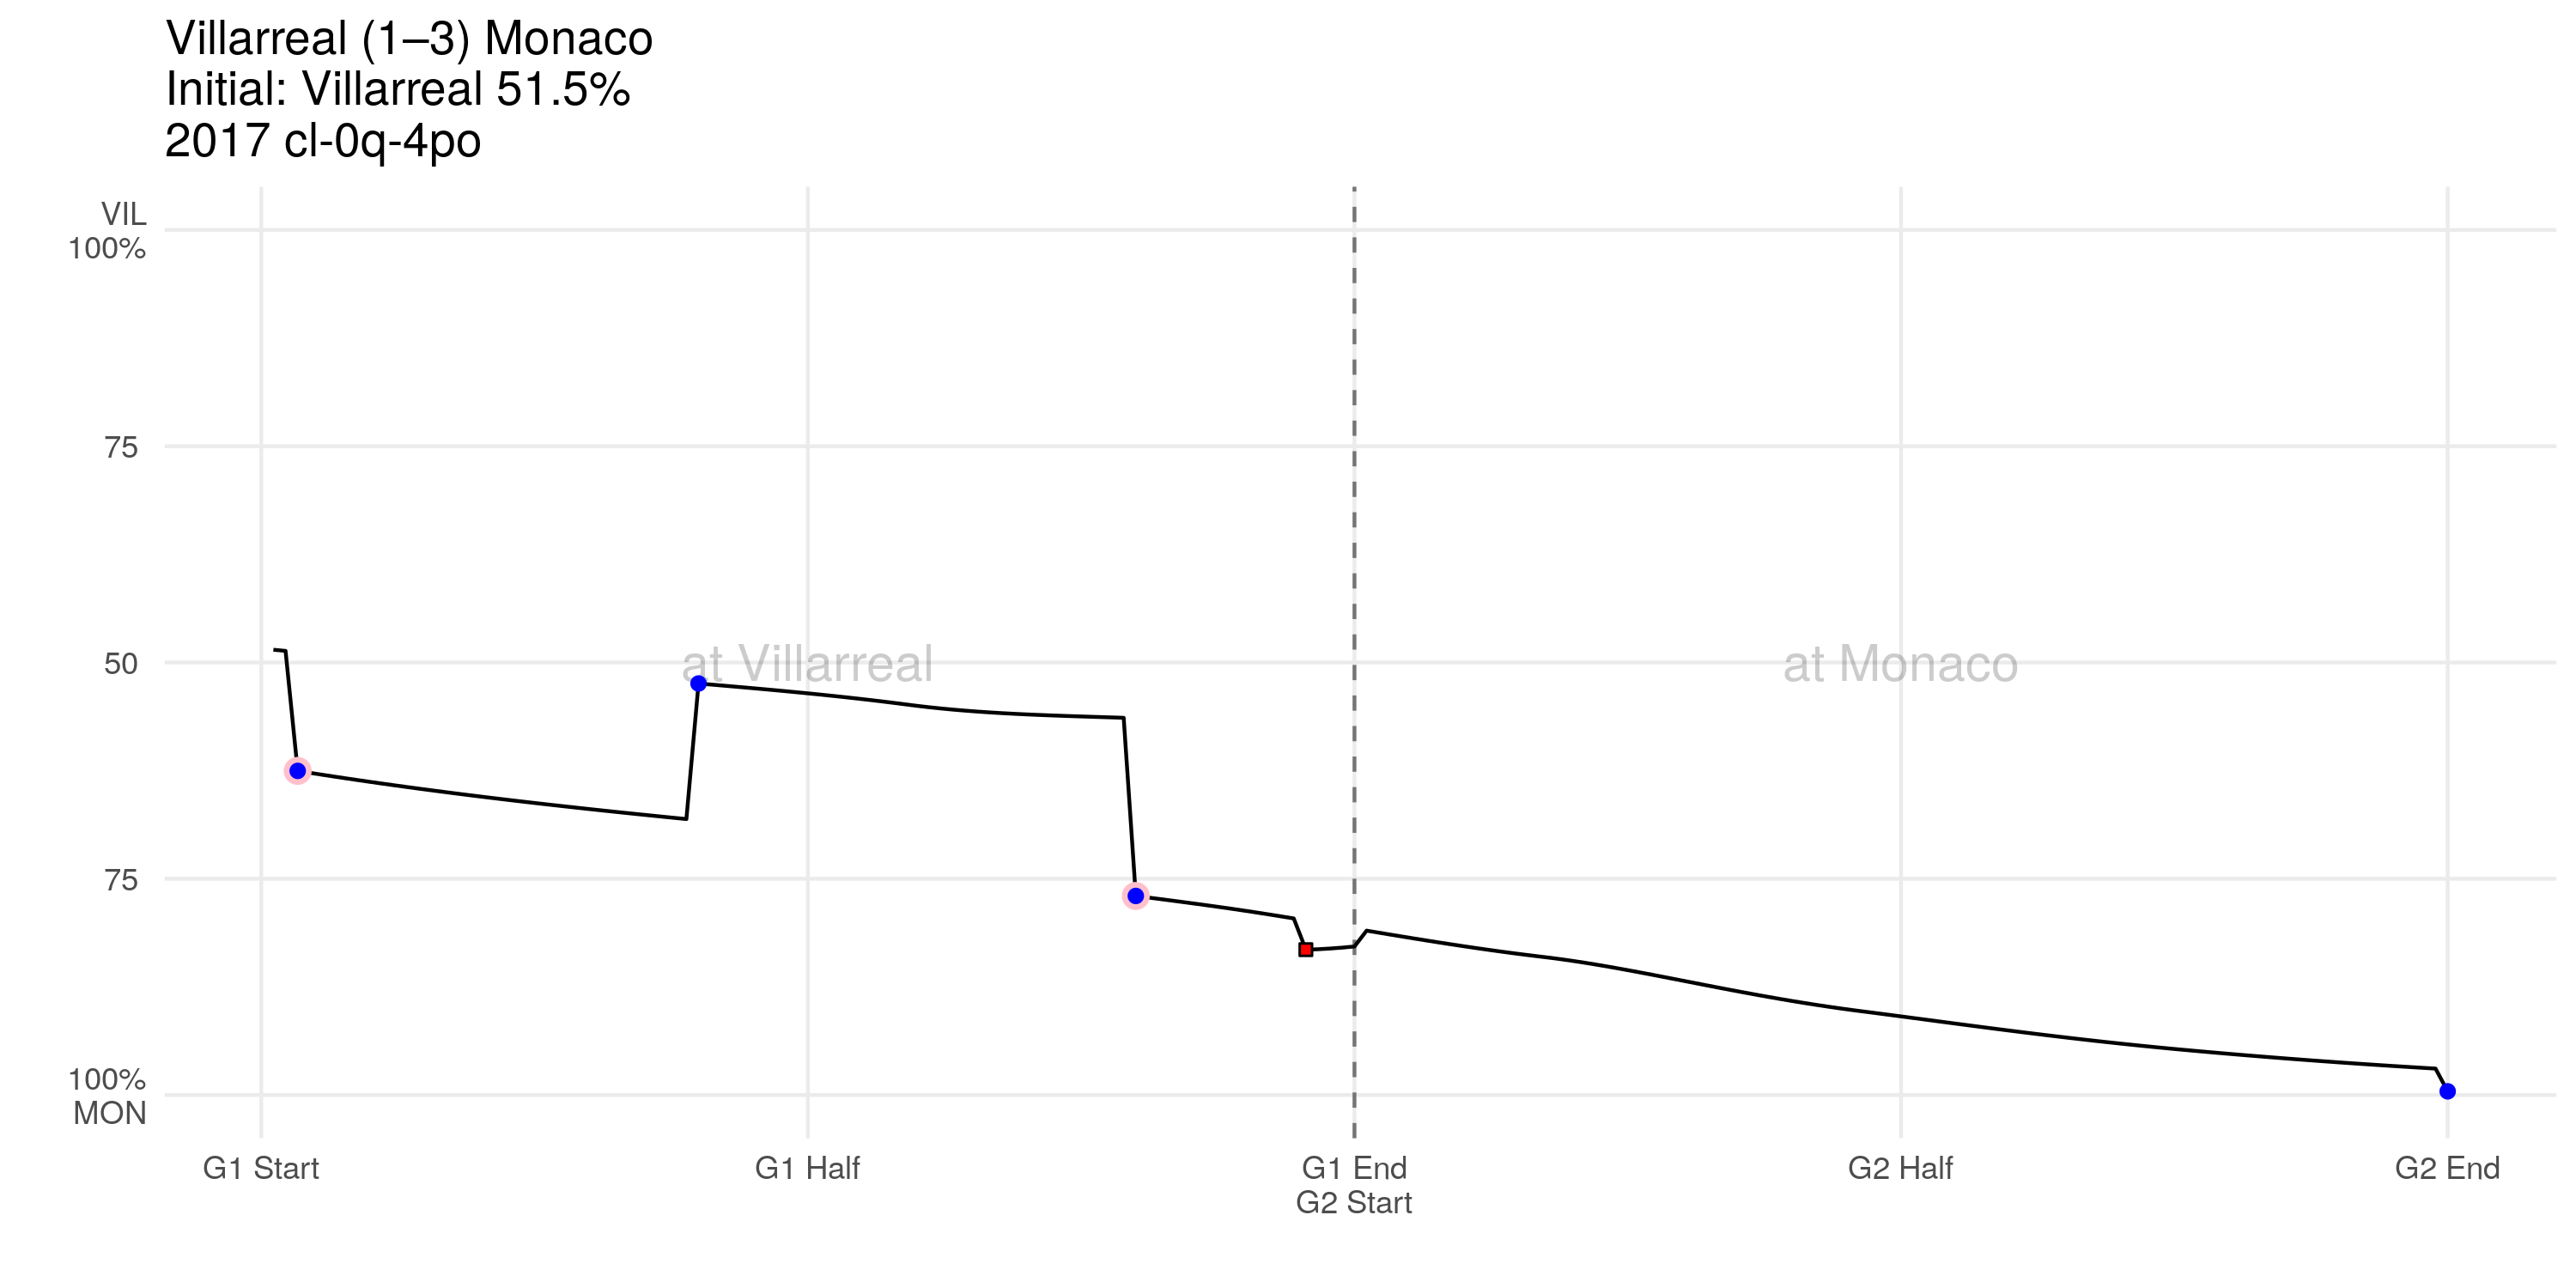 Villarreal (1–3) Monaco
Initial: Villarreal 51.5%
2017 cl-0q-4po
VIL
100%
75
50
75
100%
MON
at Villarreal
at Monaco
G1 Start
G1 Half
G1 End
G2 Start
G2 Half
G2 End